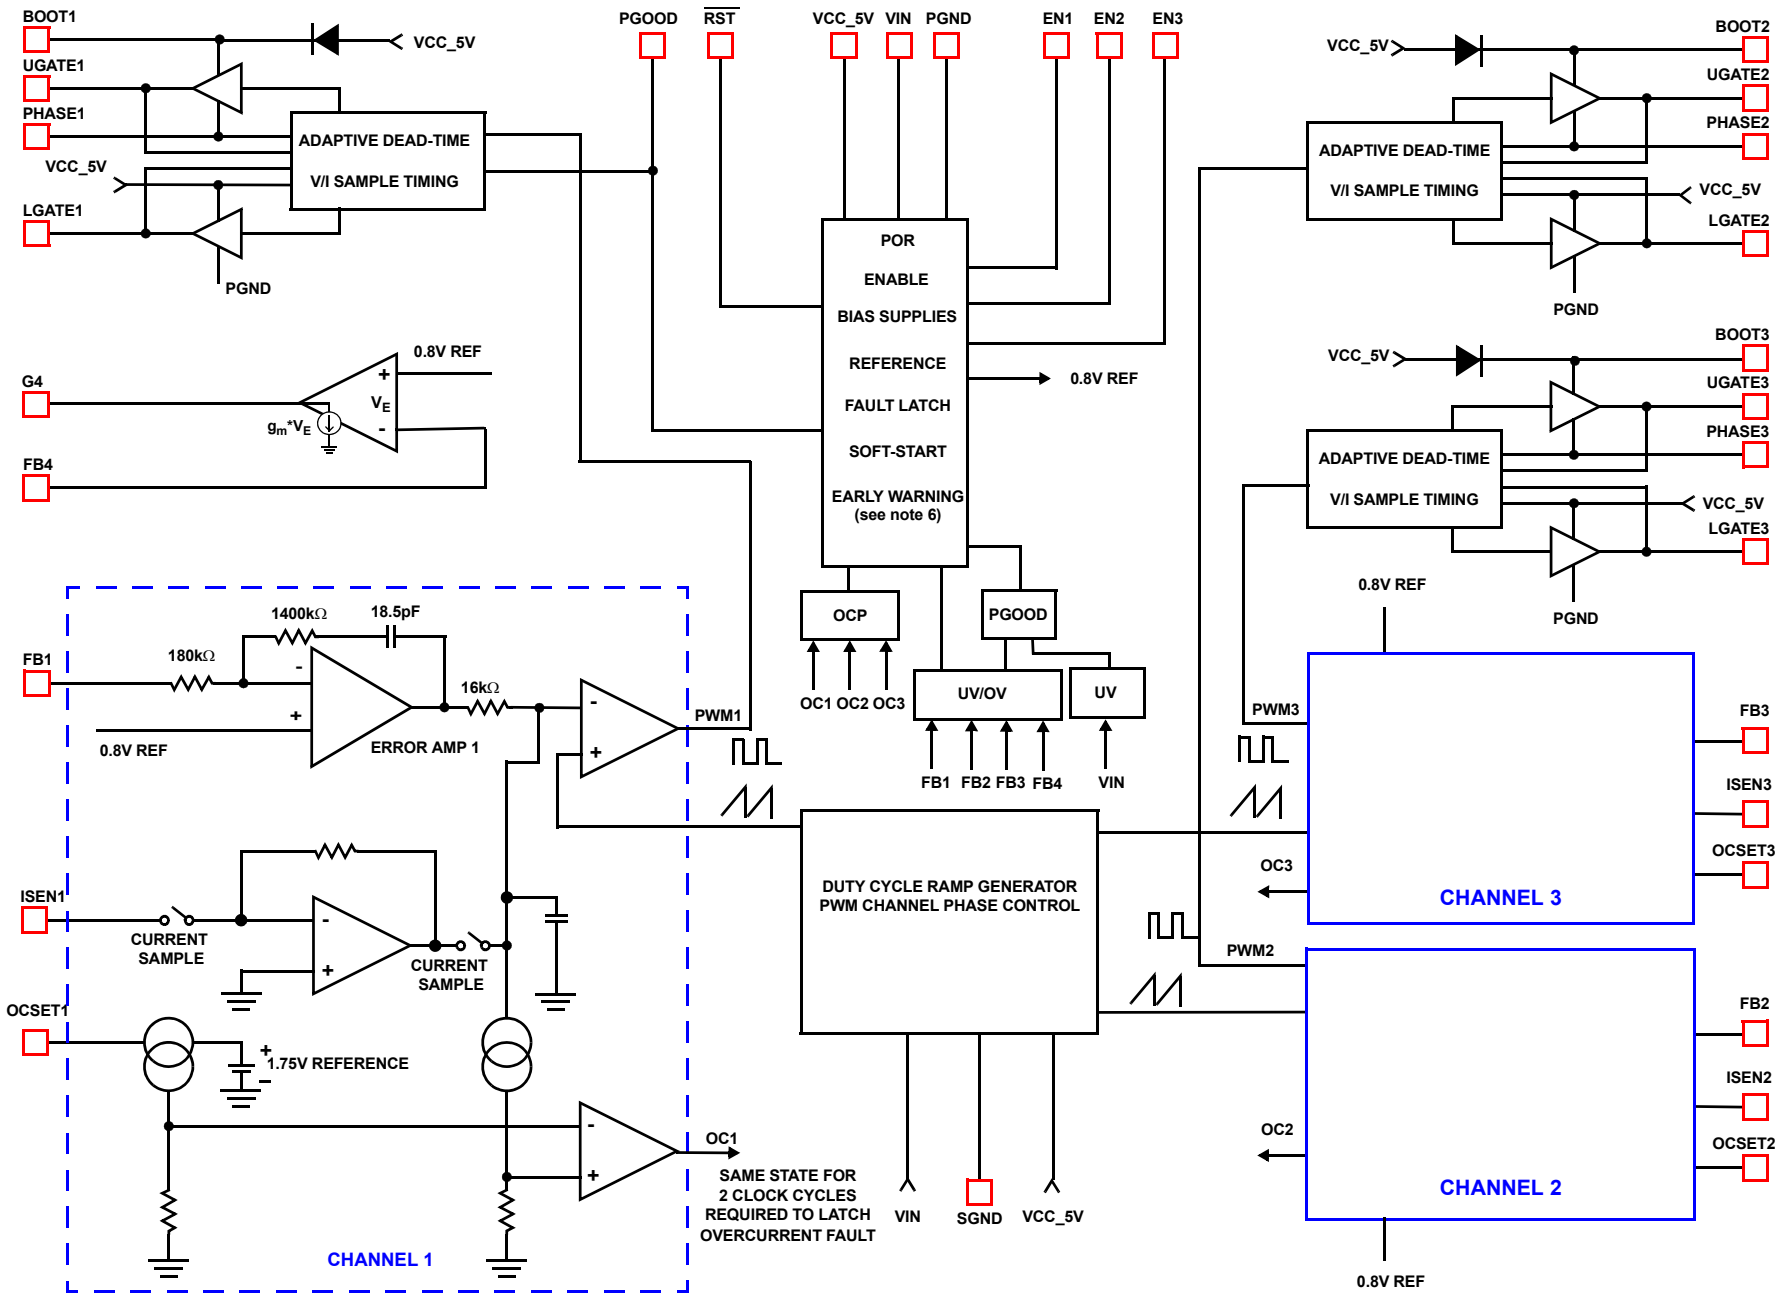 BOOT1
VCC_5V
UGATE1
PHASE1
ADAPTIVE DEAD-TIME
V/I SAMPLE TIMING
VCC_5V
LGATE1
PGND
PGOOD
RST
VCC_5V
VIN
PGND
EN1
EN2
EN3
POR
ENABLE
BIAS SUPPLIES
REFERENCE
FAULT LATCH
SOFT-START
EARLY WARNING
(see note 6)
0.8V REF
VCC_5V
BOOT2
UGATE2
PHASE2
ADAPTIVE DEAD-TIME
V/I SAMPLE TIMING
VCC_5V
LGATE2
PGND
VCC_5V
BOOT3
UGATE3
PHASE3
ADAPTIVE DEAD-TIME
V/I SAMPLE TIMING
VCC_5V
LGATE3
PGND
G4
0.8V REF
+
VE
-
gm*VE
FB4
OCP
OC1 OC2 OC3
PGOOD
UV/OV
UV
FB1
FB2
FB3
FB4
VIN
FB1
180kΩ
1400kΩ
18.5pF
-
+
0.8V REF
ERROR AMP 1
16kΩ
-
+
PWM1
ISEN1
CURRENT
SAMPLE
-
+
CURRENT
SAMPLE
OCSET1
+
1.75V REFERENCE
-
-
+
OC1
SAME STATE FOR
2 CLOCK CYCLES
REQUIRED TO LATCH
OVERCURRENT FAULT
CHANNEL 1
DUTY CYCLE RAMP GENERATOR
PWM CHANNEL PHASE CONTROL
VIN
SGND
VCC_5V
0.8V REF
PWM3
OC3
CHANNEL 3
FB3
ISEN3
OCSET3
PWM2
OC2
CHANNEL 2
FB2
ISEN2
OCSET2
0.8V REF